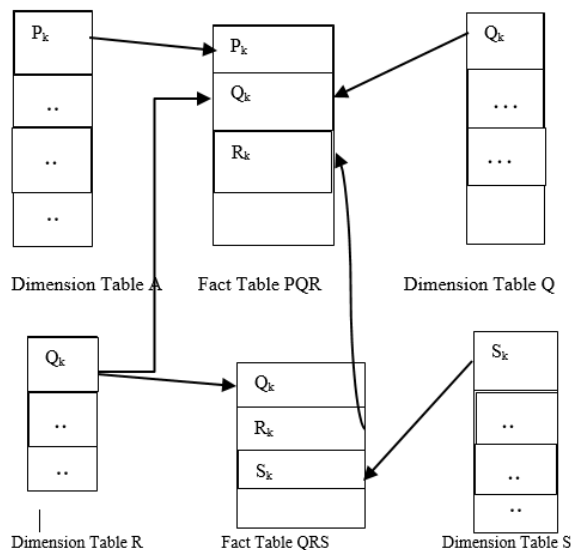 Pk Pk Qk
.. Qk ...
.. Rk ...
..
Dimension Table A Fact Table PQR Dimension Table Q
Qk Qk Sk
.. Rk ..
.. Sk ..
..
Dimension Table R Fact Table QRS Dimension Table S